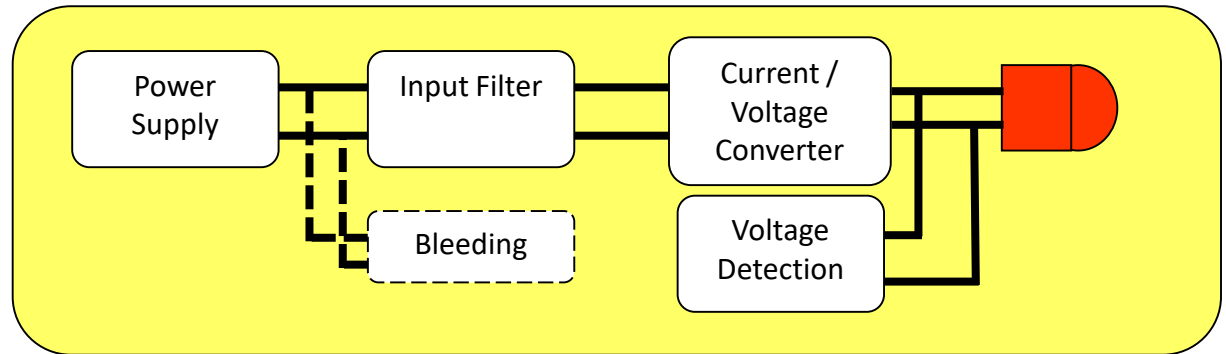 Power
Supply
Input Filter
Current /
Voltage
Converter
Bleeding
Voltage
Detection